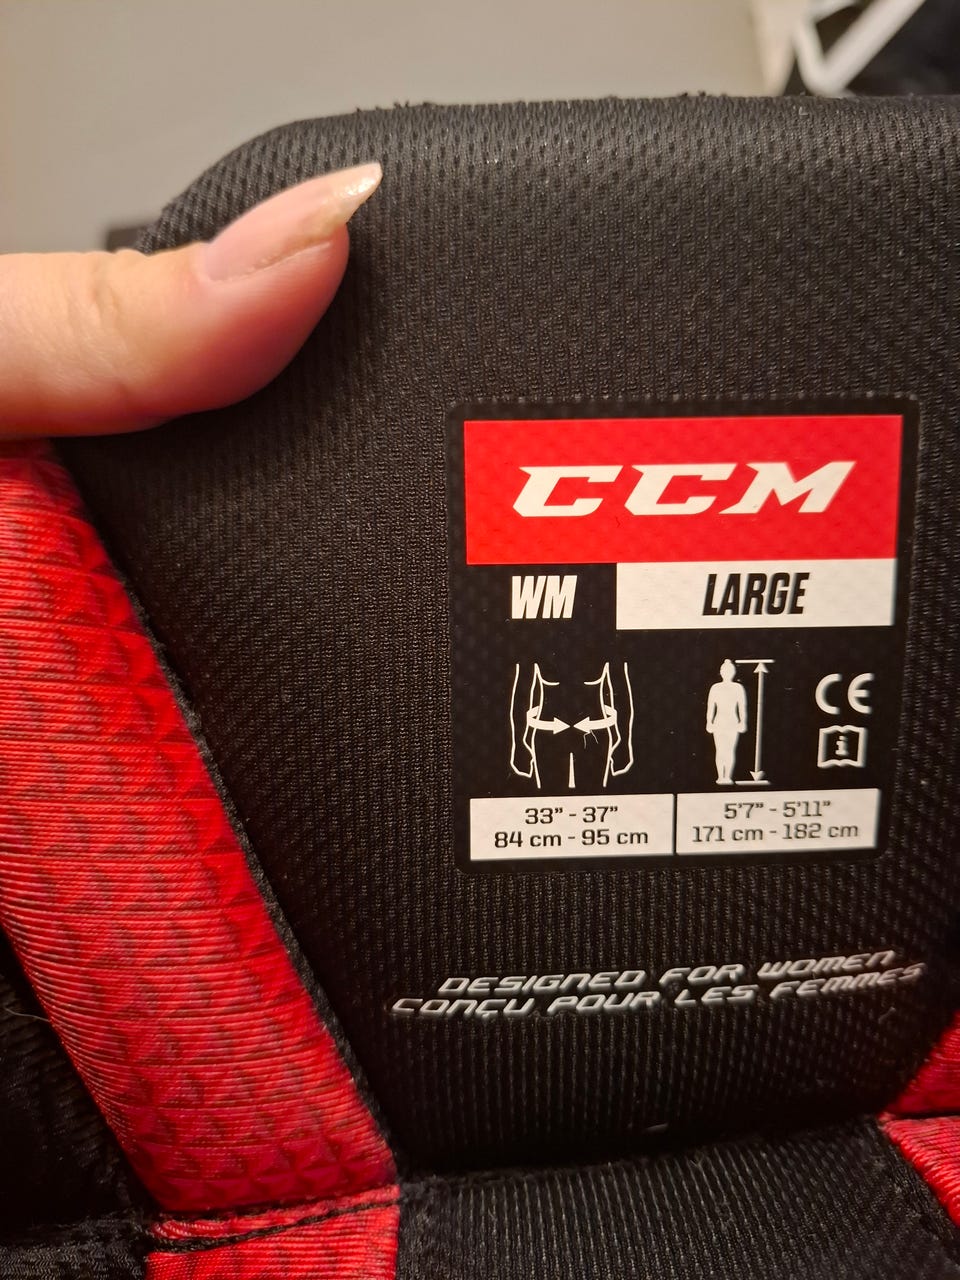 CCM
WM LARGE
CE
i
33" - 37"
84 cm - 95 cm
5'7" - 5'11"
171 cm - 182 cm
DESIGNED FOR WOMEN
CONÇU POUR LES FEMMES